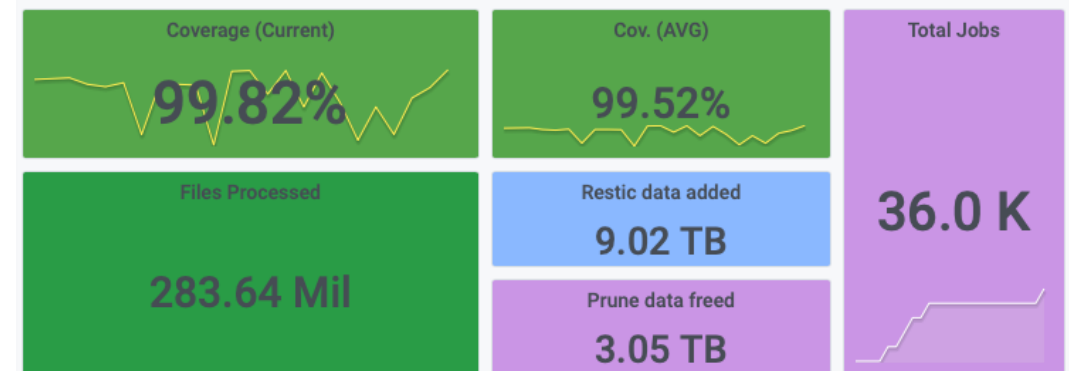 Coverage (Current)
99.82%
Cov. (AVG)
99.52%
Total Jobs
36.0 K
Files Processed
283.64 Mil
Restic data added
9.02 TB
Prune data freed
3.05 TB